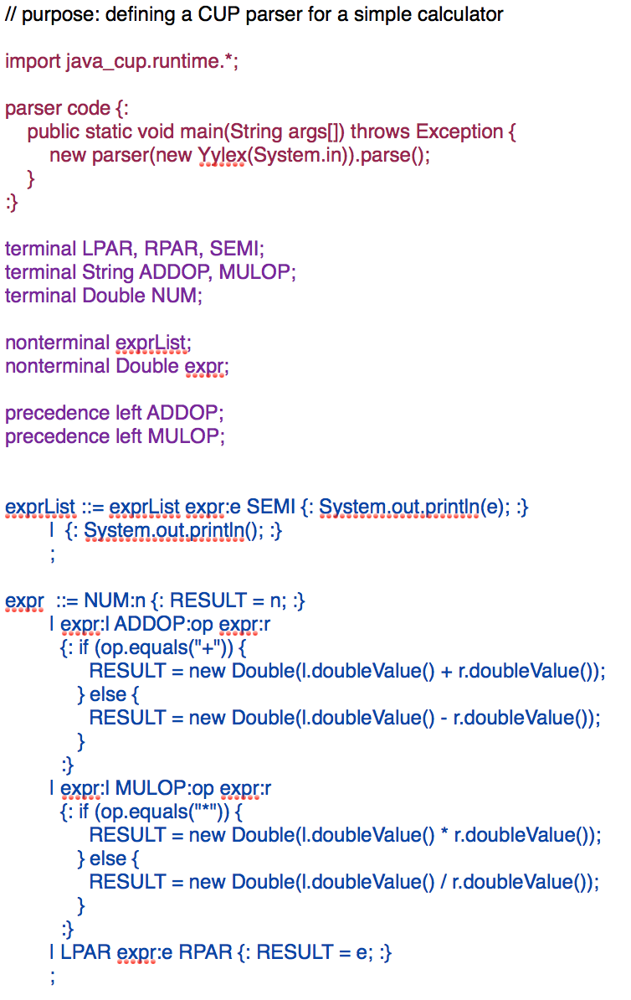 // purpose: defining a CUP parser for a simple calculator
import java_cup.runtime.*;
parser code {:
public static void main(String args[]) throws Exception {
new parser(new Yylex(System.in)).parse();
}
:}
terminal LPAR, RPAR, SEMI;
terminal String ADDOP, MULOP;
terminal Double NUM;
nonterminal exprList;
nonterminal Double expr;
precedence left ADDOP;
precedence left MULOP;
exprList ::= exprList expr:e SEMI {: System.out.println(e); :}
| {: System.out.println(); :}
;
expr ::= NUM:n {: RESULT = n; :}
| expr:l ADDOP:op expr:r
{: if (op.equals("+")) {
RESULT = new Double(l.doubleValue() + r.doubleValue());
} else {
RESULT = new Double(l.doubleValue() - r.doubleValue());
}
:}
| expr:l MULOP:op expr:r
{: if (op.equals("*")) {
RESULT = new Double(l.doubleValue() * r.doubleValue());
} else {
RESULT = new Double(l.doubleValue() / r.doubleValue());
}
:}
| LPAR expr:e RPAR {: RESULT = e; :}
;